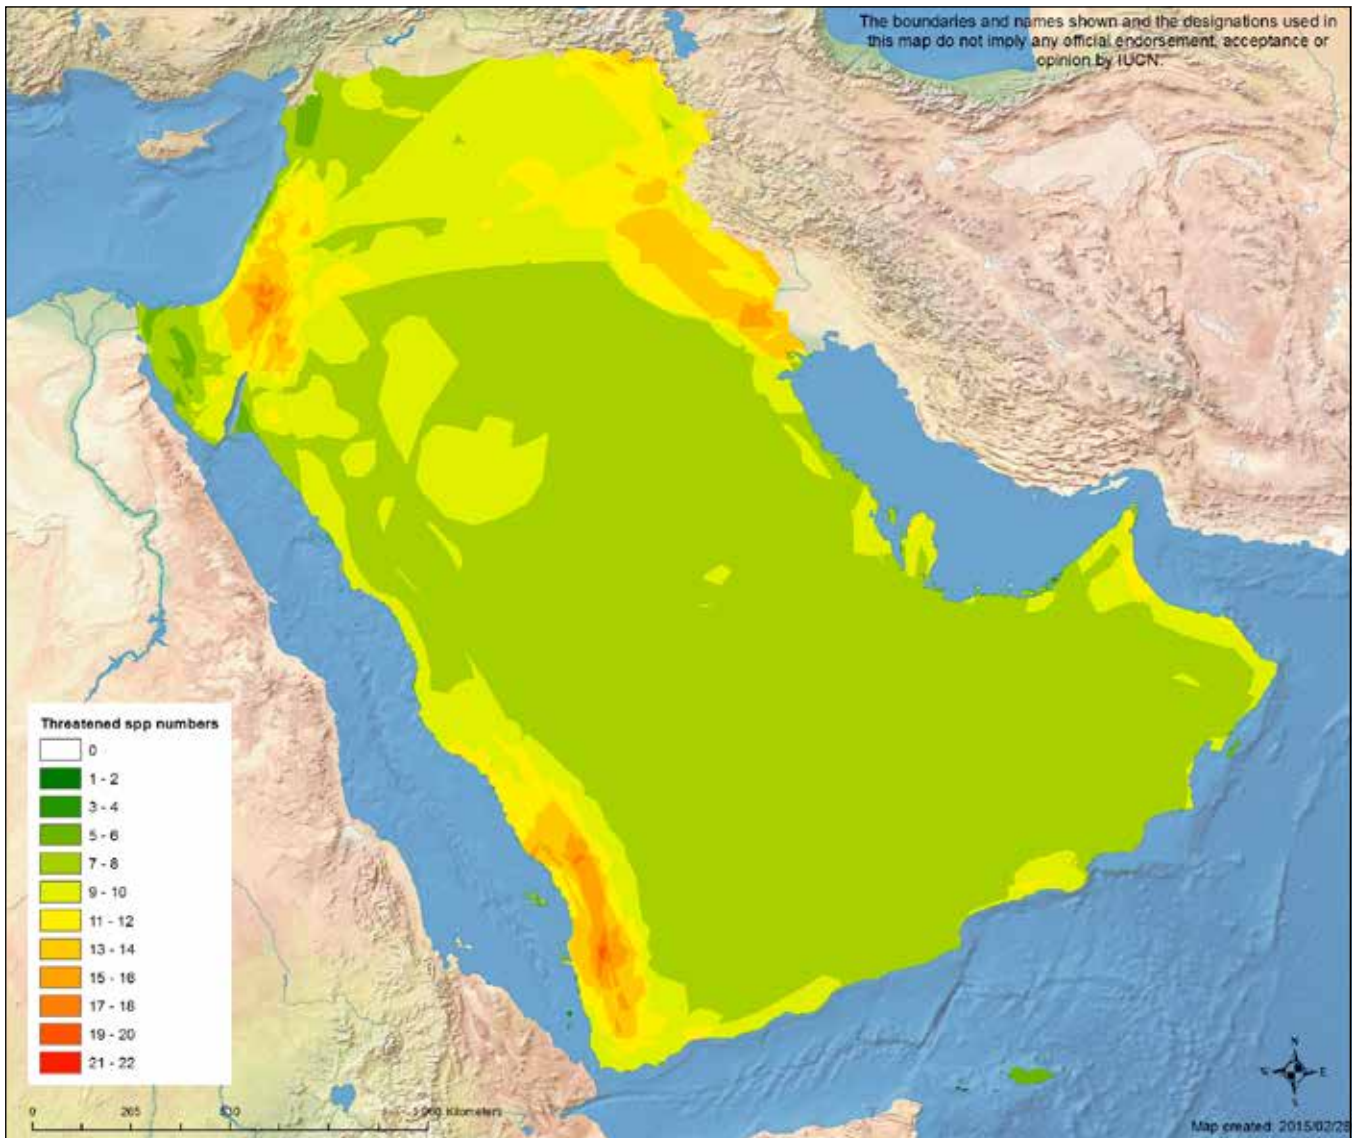 The boundaries and names shown and the designations used in
this map do not imply any official endorsement, acceptance or
opinion by IUCN.
Threatened spp numbers
0
1 - 2
3 - 4
5 - 6
7 - 8
9 - 10
11 - 12
13 - 14
15 - 16
17 - 18
19 - 20
21 - 22
0 265 530 Kilometers
N
W E
S
Map created: 2015/02/28